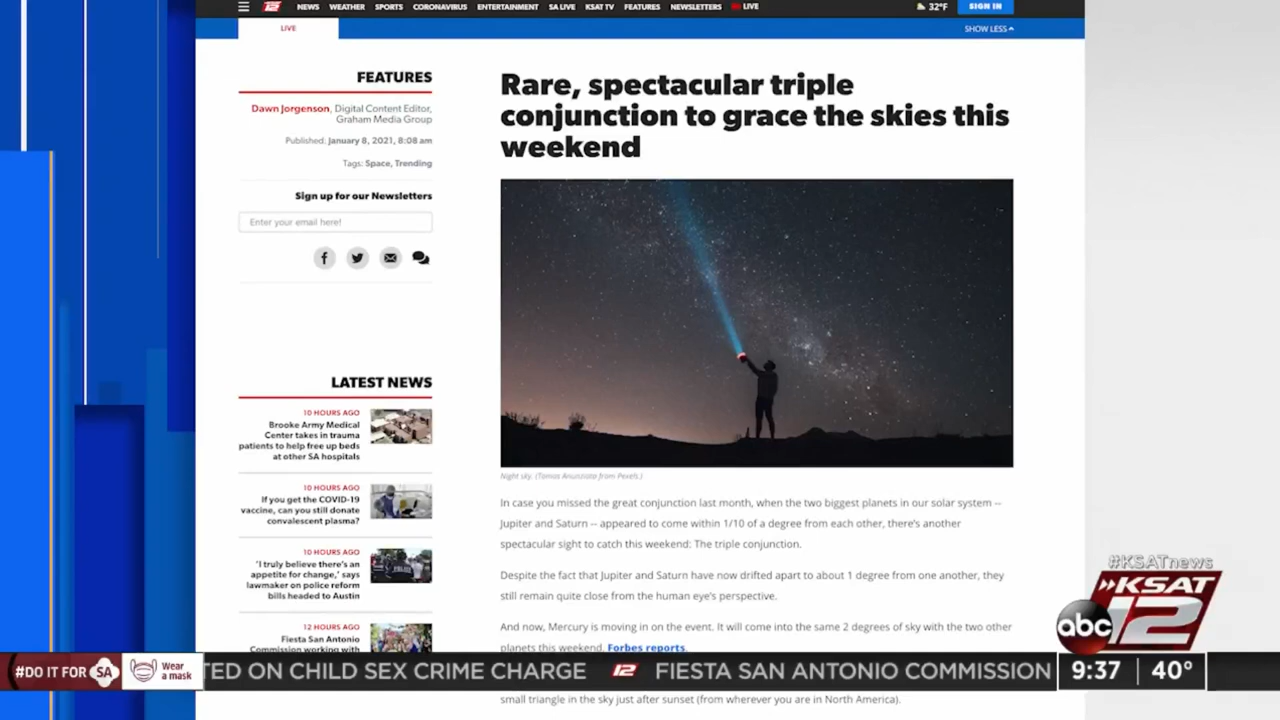 NEWS WEATHER SPORTS CORONAVIRUS ENTERTAINMENT SA LIVE KSAT TV FEATURES NEWSLETTERS LIVE 32°F SIGN IN
LIVE
SHOW LESS
FEATURES
Dawn Jorgenson, Digital Content Editor,
Graham Media Group
Published: January 8, 2021, 8:08 am
Tags: Space, Trending
Sign up for our Newsletters
Enter your email here!
LATEST NEWS
10 HOURS AGO
Brooke Army Medical
Center takes in trauma
patients to help free up beds
at other SA hospitals
10 HOURS AGO
If you get the COVID-19
vaccine, can you still donate
convalescent plasma?
10 HOURS AGO
'I truly believe there's an
appetite for change,' says
lawmaker on police reform
bills headed to Austin
12 HOURS AGO
Fiesta San Antonio
Commission working with
Rare, spectacular triple
conjunction to grace the skies this
weekend
Night sky. (Tomas Anunziata from Pexels.)
In case you missed the great conjunction last month, when the two biggest planets in our solar system --
Jupiter and Saturn -- appeared to come within 1/10 of a degree from each other, there's another
spectacular sight to catch this weekend: The triple conjunction.
Despite the fact that Jupiter and Saturn have now drifted apart to about 1 degree from one another, they
still remain quite close from the human eye's perspective.
And now, Mercury is moving in on the event. It will come into the same 2 degrees of sky with the two other
planets this weekend, Forbes reports.
small triangle in the sky just after sunset (from wherever you are in North America).
#KSATnews
KSAT
abc 12
#DO IT FOR SA
Wear
a mask
TED ON CHILD SEX CRIME CHARGE 12 FIESTA SAN ANTONIO COMMISSION
9:37 40°